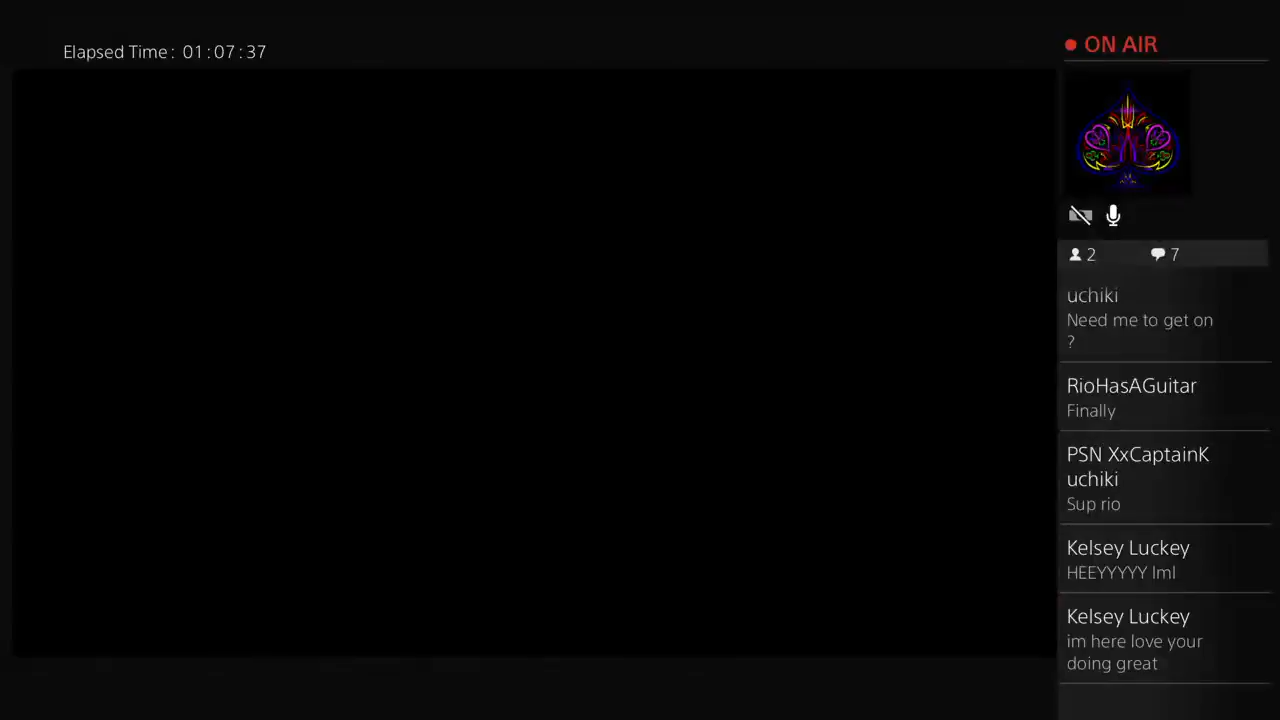 Elapsed Time: 01:07:37
ON AIR
2 7
uchiki
Need me to get on
?
RioHasAGuitar
Finally
PSN XxCaptainK
uchiki
Sup rio
Kelsey Luckey
HEEYYYYY lml
Kelsey Luckey
im here love your
doing great